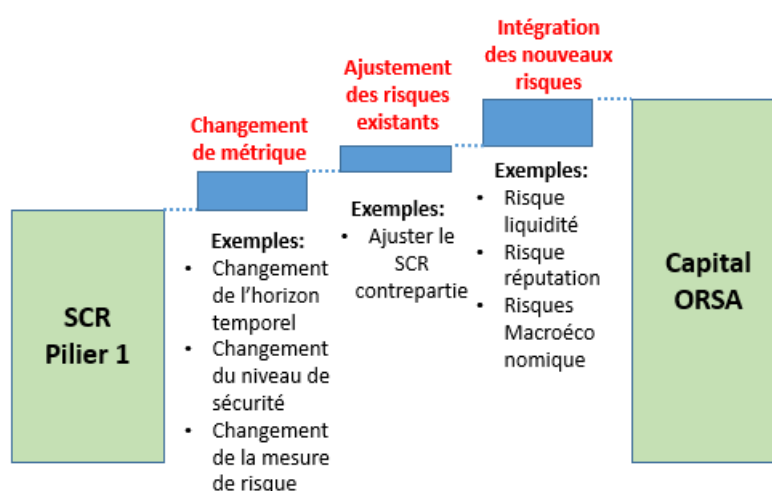 Intégration
des nouveaux
risques
Ajustement
des risques
existants
Changement
de métrique
SCR
Pilier 1
Exemples:
• Changement
de l'horizon
temporel
• Changement
du niveau de
sécurité
• Changement
de la mesure
de risque
Exemples:
• Ajuster le
SCR
contrepartie
Exemples:
• Risque
liquidité
• Risque
réputation
• Risques
Macroéco
nomique
Capital
ORSA